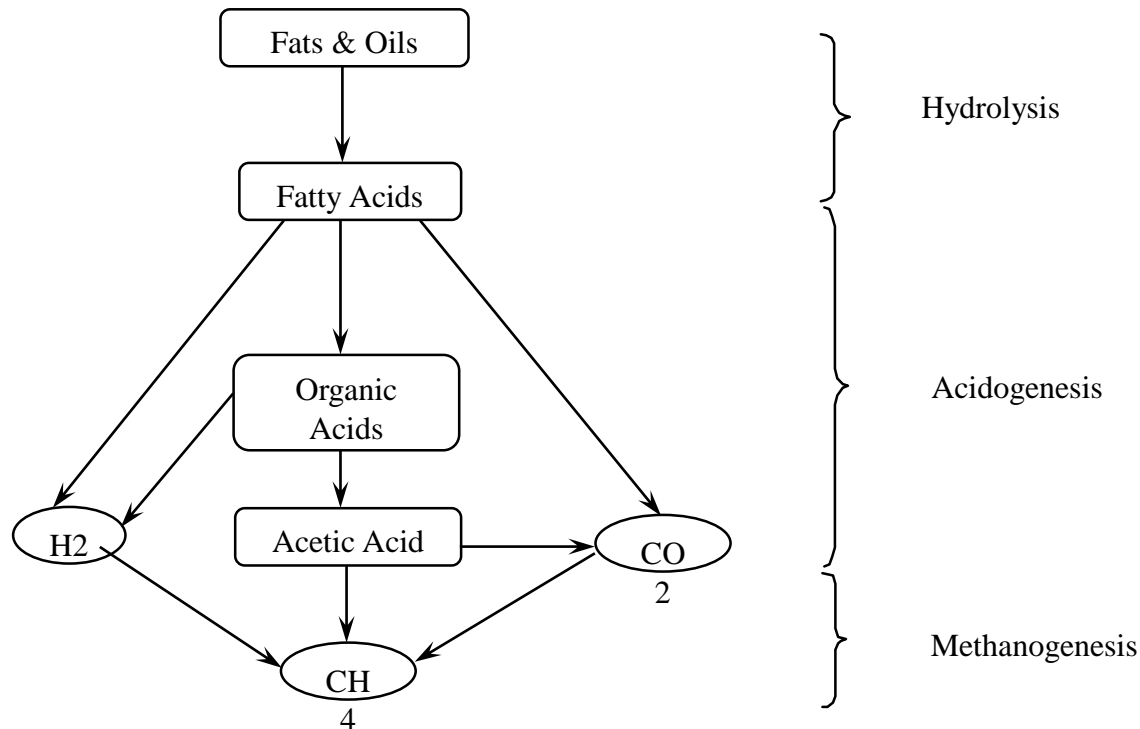 Fats & Oils
Hydrolysis
Fatty Acids
Organic
Acids
Acidogenesis
H2
Acetic Acid
CO
2
Methanogenesis
CH
4